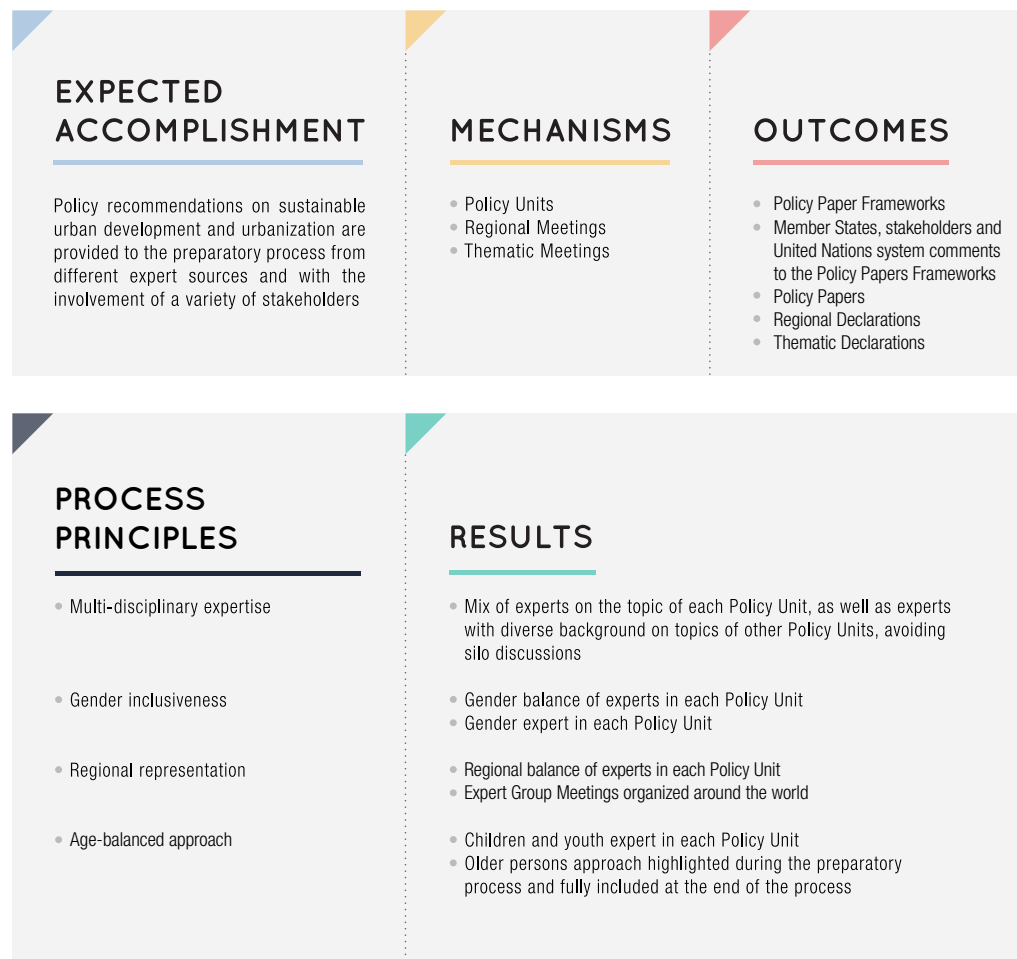 EXPECTED
ACCOMPLISHMENT
Policy recommendations on sustainable
urban development and urbanization are
provided to the preparatory process from
different expert sources and with the
involvement of a variety of stakeholders
MECHANISMS
• Policy Units
• Regional Meetings
• Thematic Meetings
OUTCOMES
• Policy Paper Frameworks
• Member States, stakeholders and
United Nations system comments
to the Policy Papers Frameworks
• Policy Papers
• Regional Declarations
• Thematic Declarations
PROCESS
PRINCIPLES
RESULTS
• Multi-disciplinary expertise
• Mix of experts on the topic of each Policy Unit, as well as experts
with diverse background on topics of other Policy Units, avoiding
silo discussions
• Gender inclusiveness
• Gender balance of experts in each Policy Unit
• Gender expert in each Policy Unit
• Regional representation
• Regional balance of experts in each Policy Unit
• Expert Group Meetings organized around the world
• Age-balanced approach
• Children and youth expert in each Policy Unit
• Older persons approach highlighted during the preparatory
process and fully included at the end of the process